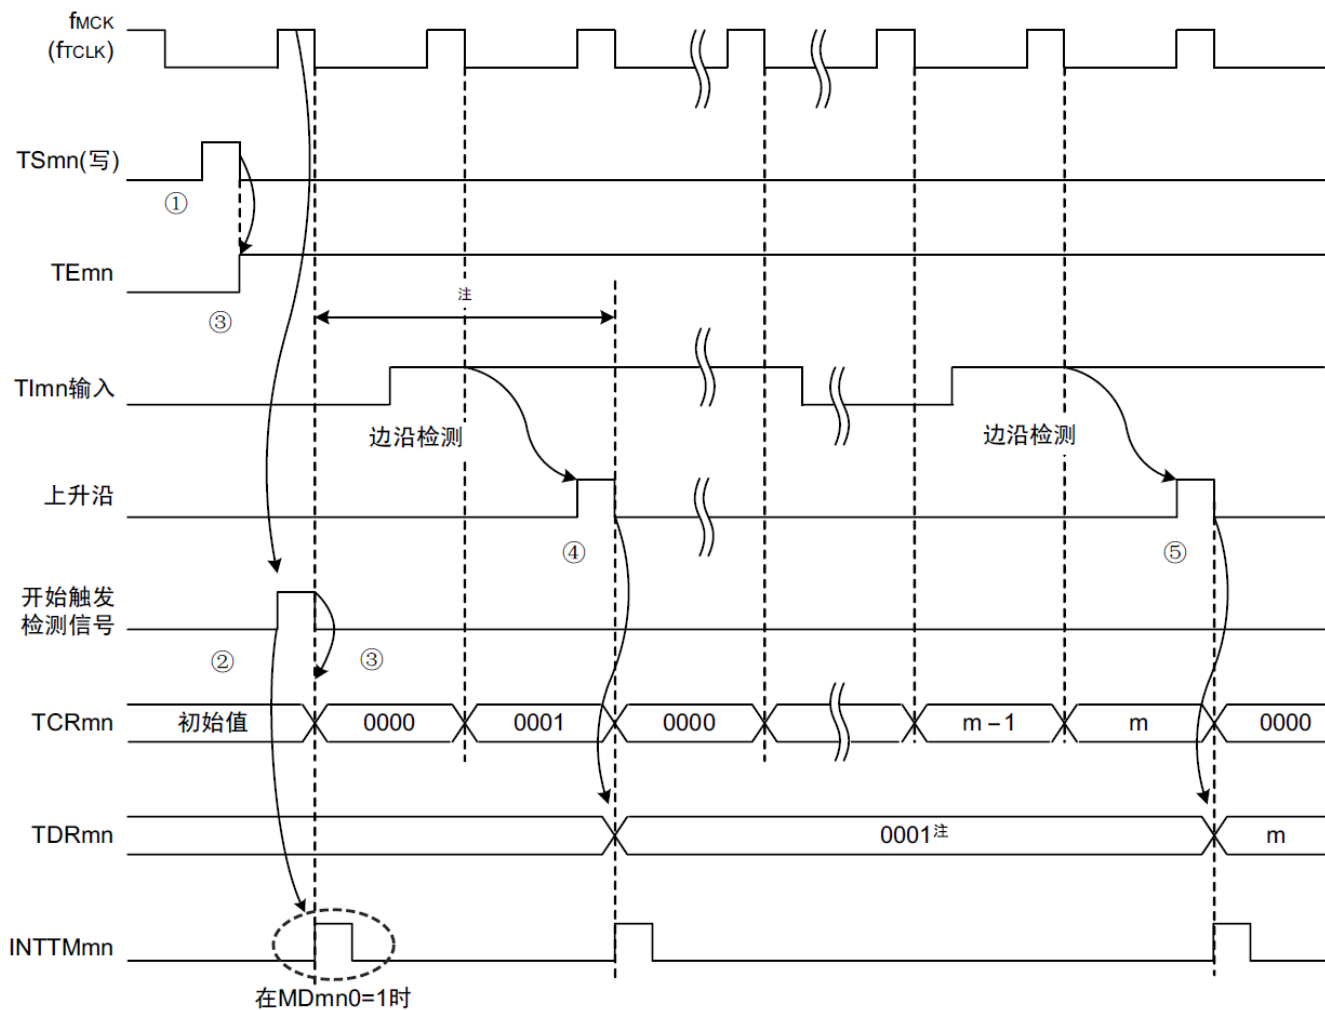 fMCK
(fTCLK)
TSmn(写)
①
TEmn
③
注
TImn输入
边沿检测
边沿检测
上升沿
④
⑤
开始触发
检测信号
②
③
TCRmn
初始值
0000
0001
0000
m-1
m
0000
TDRmn
0001注
m
INTTMmn
在MDmn0=1时